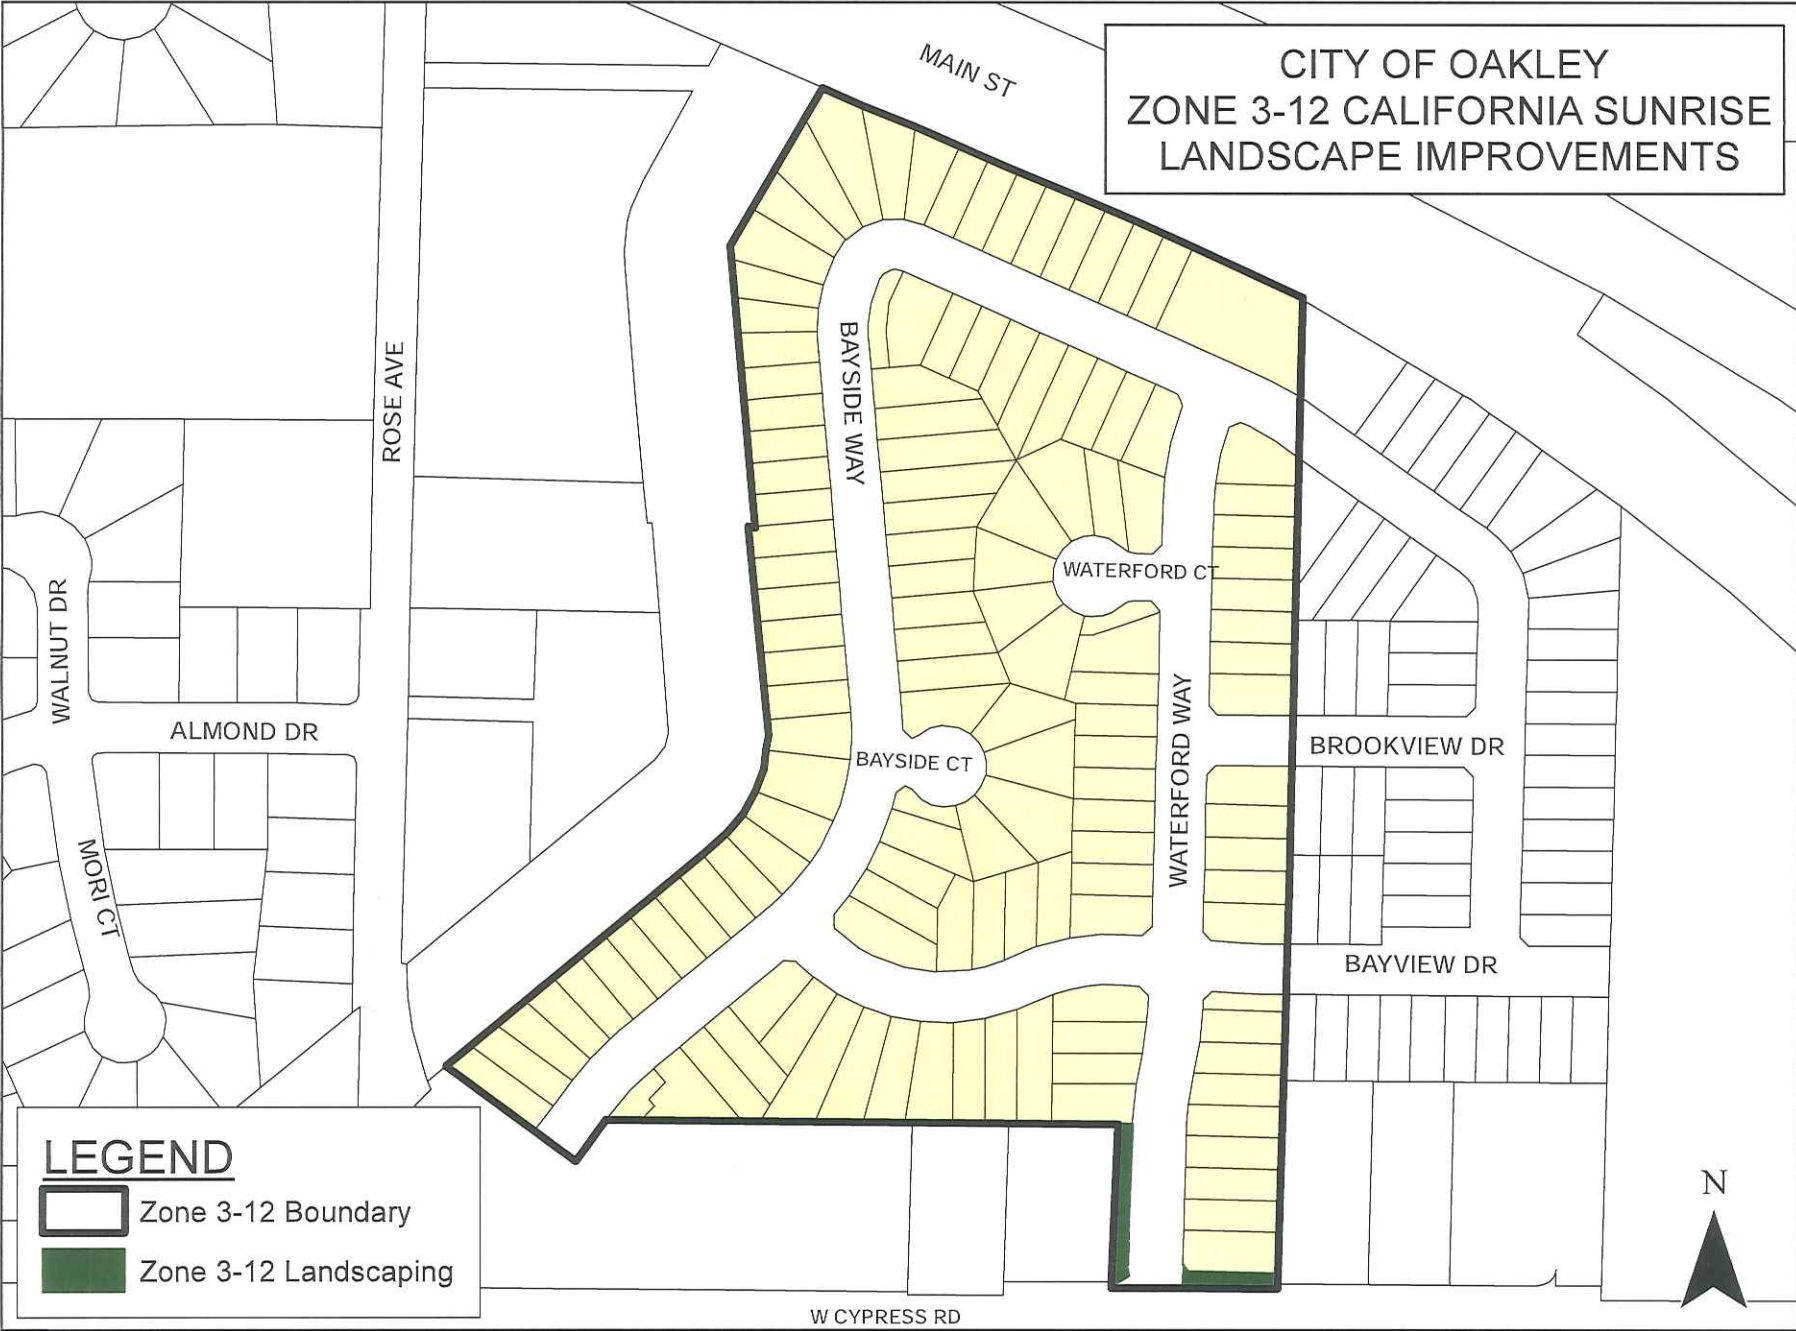 CITY OF OAKLEY
ZONE 3-12 CALIFORNIA SUNRISE
LANDSCAPE IMPROVEMENTS
MAIN ST
ROSE AVE
BAYSIDE WAY
WATERFORD CT
WALNUT DR
ALMOND DR
WATERFORD WAY
BROOKVIEW DR
BAYSIDE CT
MORI CT
BAYVIEW DR
LEGEND
Zone 3-12 Boundary
Zone 3-12 Landscaping
N
W CYPRESS RD